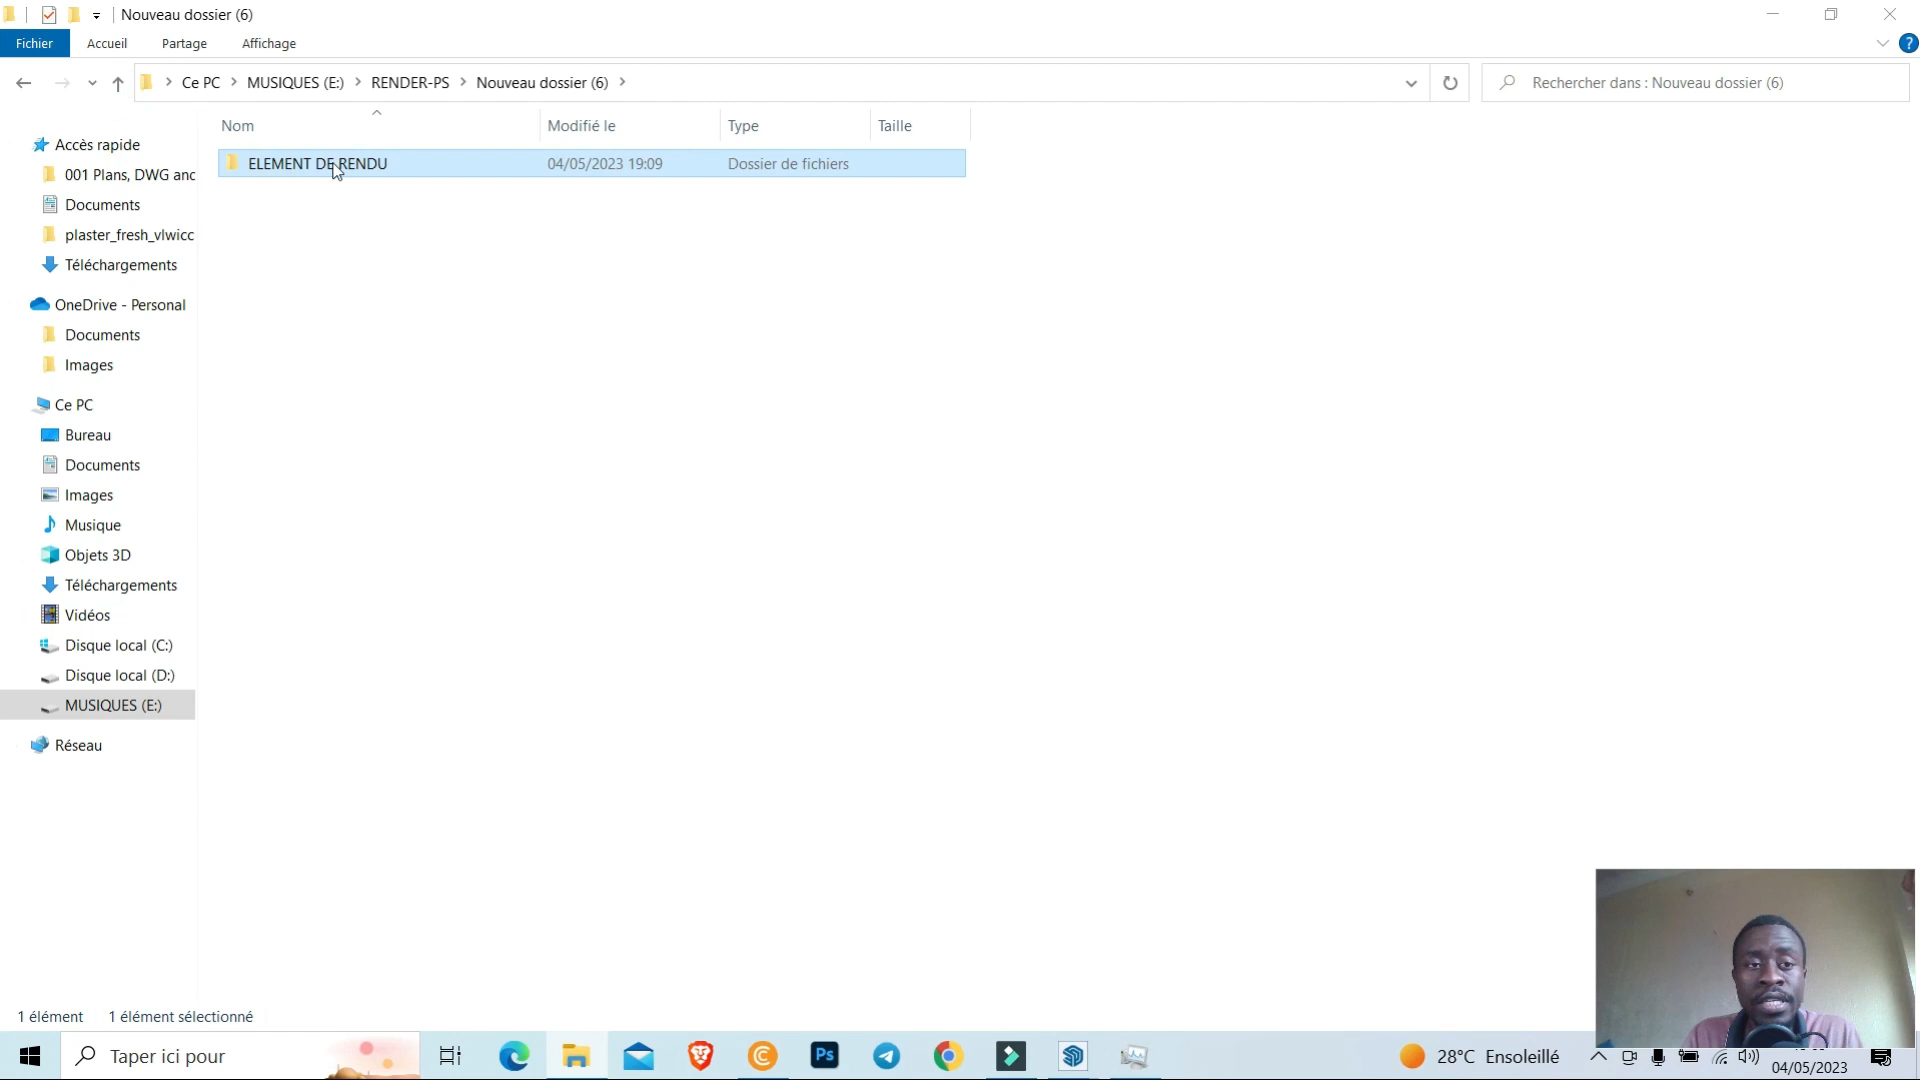 Nouveau dossier (6)
Fichier Accueil Partage Affichage
Ce PC MUSIQUES (E:) RENDER-PS Nouveau dossier (6) Rechercher dans : Nouveau dossier (6)
Nom Modifié le Type Taille
ELEMENT DE RENDU 04/05/2023 19:09 Dossier de fichiers
Accès rapide
001 Plans, DWG anc
Documents
plaster_fresh_vlwicc
Téléchargements
OneDrive - Personal
Documents
Images
Ce PC
Bureau
Documents
Images
Musique
Objets 3D
Téléchargements
Vidéos
Disque local (C:)
Disque local (D:)
MUSIQUES (E:)
Réseau
1 élément 1 élément sélectionné
Taper ici pour Ps 28°C Ensoleillé
04/05/2023